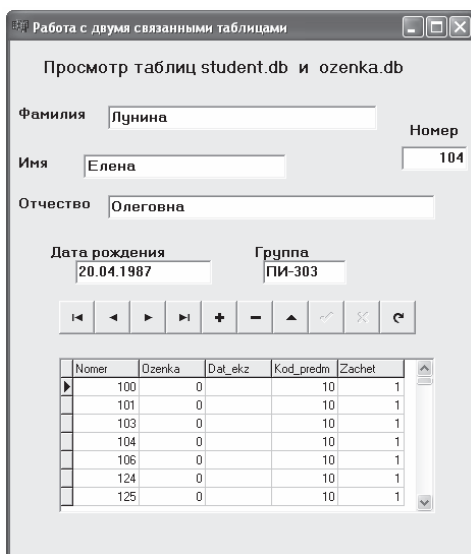 Работа с двумя связанными таблицами
Просмотр таблиц student.db и ozenka.db
Фамилия Лунина
Номер
Имя Елена 104
Отчество Олеговна
Дата рождения Группа
20.04.1987 ПИ-303
Nomer Ozenka Dat_ekz Kod_predm Zachet
100 0 10 1
101 0 10 1
103 0 10 1
104 0 10 1
106 0 10 1
124 0 10 1
125 0 10 1